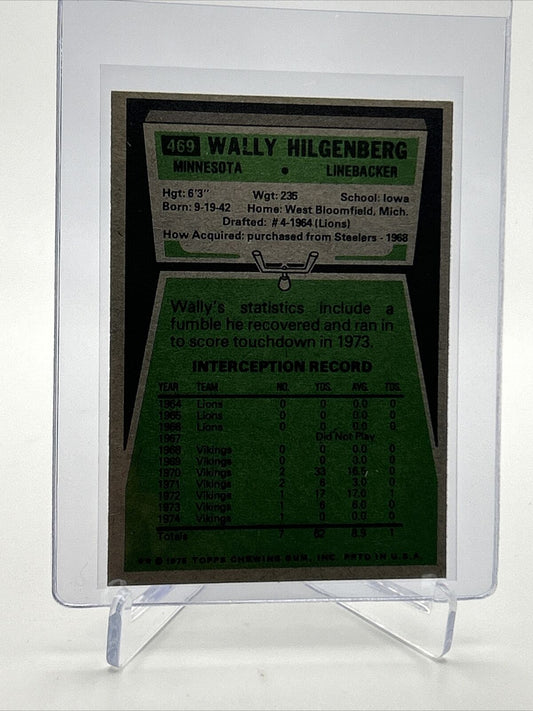 469 WALLY HILGENBERG
MINNESOTA • LINEBACKER
Hgt: 6'3" Wgt: 235 School: Iowa
Born: 9-19-42 Home: West Bloomfield, Mich.
Drafted: #4-1964 (Lions)
How Acquired: purchased from Steelers - 1968
Wally's statistics include a
fumble he recovered and ran in
to score touchdown in 1973.
INTERCEPTION RECORD
YEAR TEAM NO. YDS. AVG. TDS.
1964 Lions 0 0 0.0 0
1965 Lions 0 0 0.0 0
1966 Lions 0 0 0.0 0
1967 Did Not Play
1968 Vikings 0 0 0.0 0
1969 Vikings 0 0 0.0 0
1970 Vikings 2 33 16.5 0
1971 Vikings 2 6 3.0 0
1972 Vikings 1 17 17.0 1
1973 Vikings 1 6 6.0 0
1974 Vikings 1 0 0.0 0
Totals 7 62 8.9 1
© 1975 TOPPS CHEWING GUM, INC. PRTD IN U.S.A.